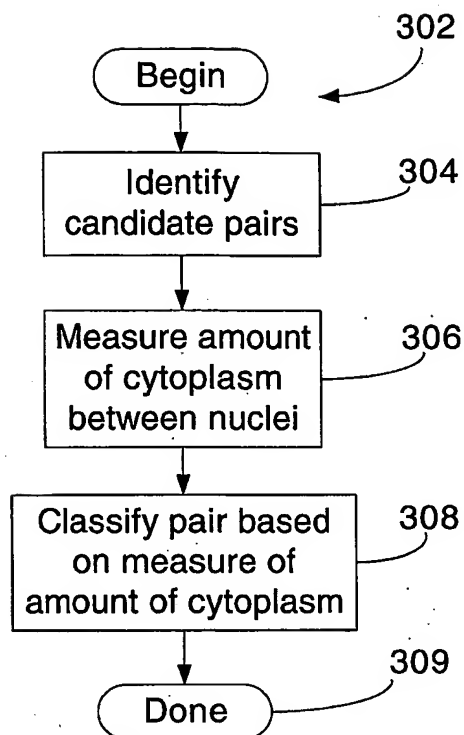 302
Begin
Identify
candidate pairs
304
Measure amount
of cytoplasm
between nuclei
306
Classify pair based
on measure of
amount of cytoplasm
308
Done
309